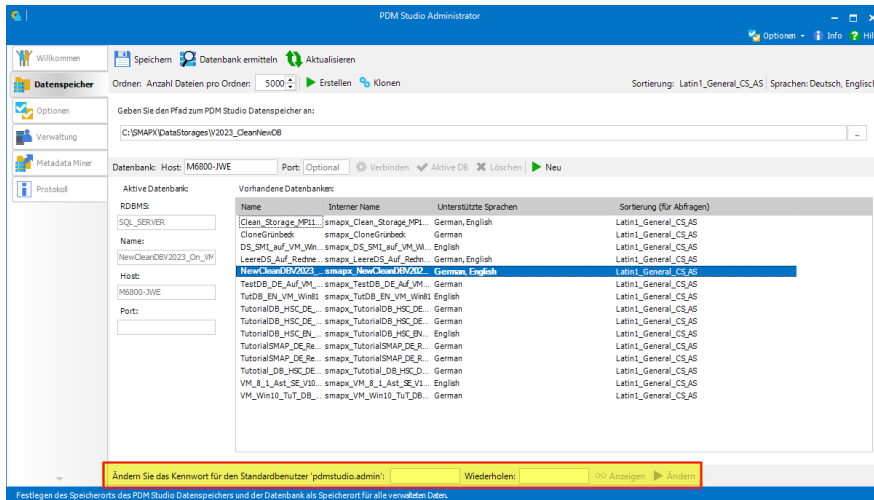 PDM Studio Administrator
Optionen Info ? Hil
Willkommen
Datenspeicher
Optionen
Verwaltung
Metadata Miner
Protokoll
Speichern Datenbank ermitteln Aktualisieren
Ordner: Anzahl Dateien pro Ordner: 5000 Erstellen Klonen Sortierung: Latin1_General_CS_AS Sprachen: Deutsch, Englisch
Geben Sie den Pfad zum PDM Studio Datenspeicher an:
C:\SMAPX\DataStorages\V2023_CleanNewDB ..
Datenbank: Host: M6800-JWE Port: Optional Verbinden Aktive DB Löschen Neu
Aktive Datenbank:
RDBMS:
SQL_SERVER
Name:
NewCleanDBV2023_On_VM
Host:
M6800-JWE
Port:
Vorhandene Datenbanken:
Name Interner Name Unterstützte Sprachen Sortierung (für Abfragen)
Clean_Storage_MP11... smapx_Clean_Storage_MP1... German, English Latin1_General_CS_AS
CloneGrünbeck smapx_CloneGrünbeck German Latin1_General_CS_AS
DS_SMI_auf_VM_Win... smapx_DS_SMI_auf_VM_Wi... English Latin1_General_CS_AS
LeereDS_Auf_Rechne... smapx_LeereDS_Auf_Rechn... German, English Latin1_General_CS_AS
NewCleanDBV2023_... smapx_NewCleanDBV202... German, English Latin1_General_CS_AS
TestDB_DE_Auf_VM_... smapx_TestDB_DE_Auf_VM... German Latin1_General_CS_AS
TutDB_EN_VM_Win81 smapx_TutDB_EN_VM_Win81 English Latin1_General_CS_AS
TutorialDB_HSC_DE_... smapx_TutorialDB_HSC_DE... German Latin1_General_CS_AS
TutorialDB_HSC_DE_... smapx_TutorialDB_HSC_DE... German Latin1_General_CS_AS
TutorialDB_HSC_EN_... smapx_TutorialDB_HSC_EN... English Latin1_General_CS_AS
TutorialSMAP_DE_Re... smapx_TutorialSMAP_DE_R... German Latin1_General_CS_AS
TutorialSMAP_DE_Re... smapx_TutorialSMAP_DE_R... German Latin1_General_CS_AS
Tutotial_DB_HSC_DE... smapx_Tutotial_DB_HSC_D... German Latin1_General_CS_AS
VM_8_1_Ast_SE_V10... smapx_VM_8_1_Ast_SE_V1... English Latin1_General_CS_AS
VM_Win10_TuT_DB_... smapx_VM_Win10_TuT_DB... German Latin1_General_CS_AS
Ändern Sie das Kennwort für den Standardbenutzer 'pdmstudio.admin': Wiederholen: Anzeigen Ändern
Festlegen des Speicherorts des PDM Studio Datenspeichers und der Datenbank als Speicherort für alle verwalteten Daten.